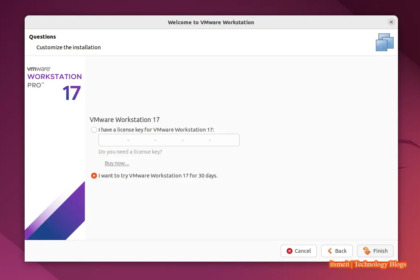 Welcome to VMware Workstation
Questions
Customize the installation
vmware
WORKSTATION
PRO™
17
VMware Workstation 17
I have a license key for VMware Workstation 17:
- - - -
Do you need a license key?
Buy now...
I want to try VMware Workstation 17 for 30 days.
Cancel
Back
Finish
| Technology Blogs